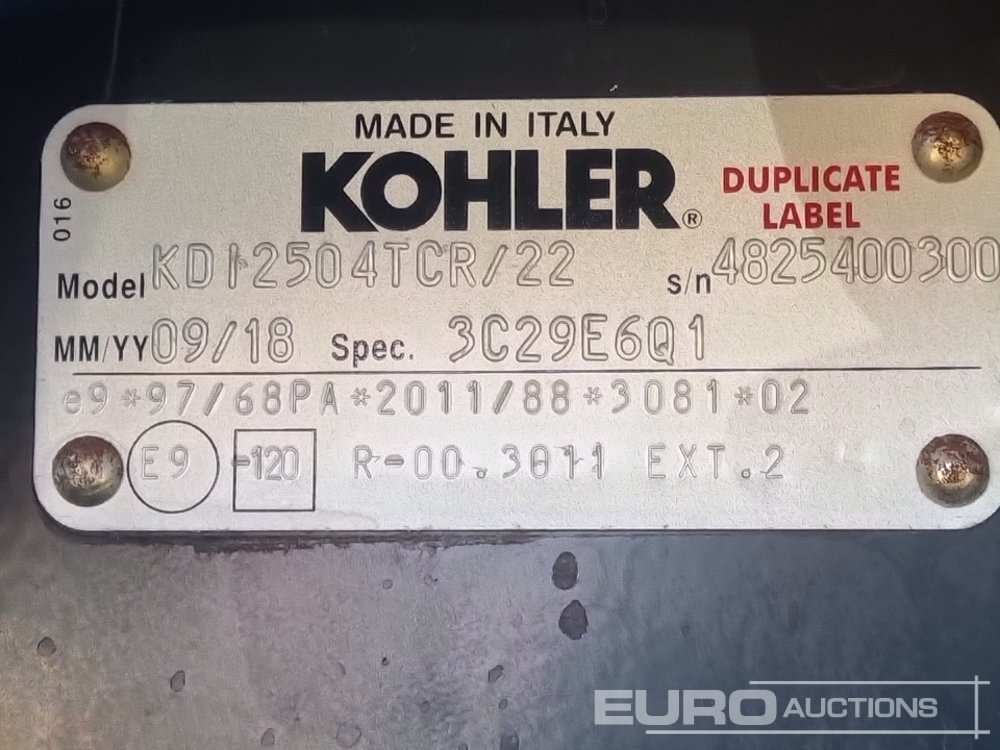 MADE IN ITALY
KOHLER®
DUPLICATE
LABEL
016
Model KDI2504TCR/22 s/n 4825400300
MM/YY 09/18 Spec. 3C29E6Q1
e9*97/68PA*2011/88*3081*02
E9 -120 R-00.3011 EXT.2
EURO AUCTIONS